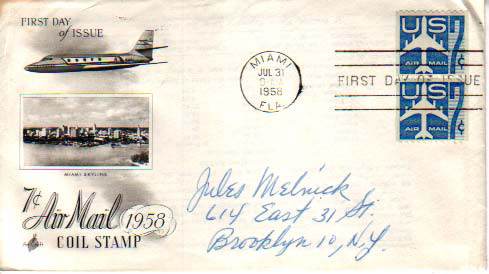 FIRST DAY
of ISSUE
MIAMI SKYLINE
7¢
Air Mail 1958
COIL STAMP
ArtCraft
MIAMI
JUL 31
1958
FLA.
FIRST DAY OF ISSUE
US 7¢
AIR MAIL
US 7¢
AIR MAIL
Jules Melnick
614 East 31 St.
Brooklyn 10, N.Y.